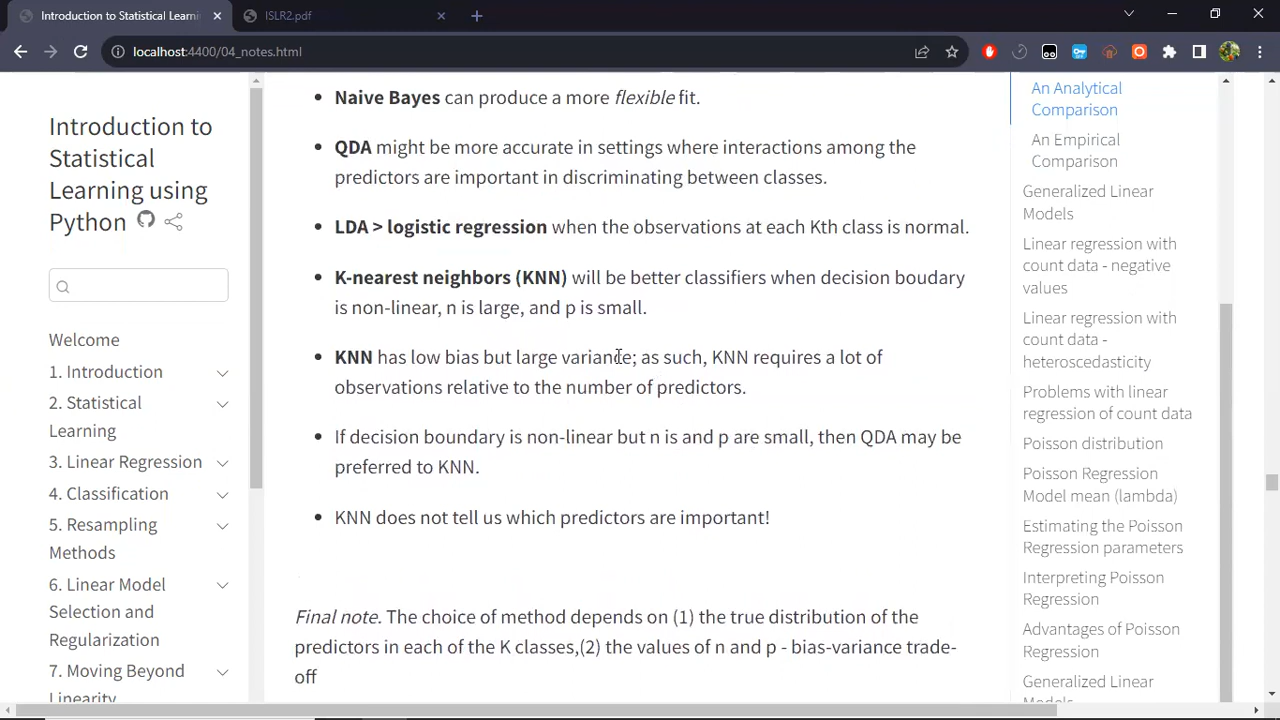 Introduction to Statistical Learni
ISLR2.pdf
localhost:4400/04_notes.html
Introduction to
Statistical
Learning using
Python
Welcome
1. Introduction
2. Statistical
Learning
3. Linear Regression
4. Classification
5. Resampling
Methods
6. Linear Model
Selection and
Regularization
7. Moving Beyond
Linearity
• Naive Bayes can produce a more flexible fit.
• QDA might be more accurate in settings where interactions among the
predictors are important in discriminating between classes.
• LDA > logistic regression when the observations at each Kth class is normal.
• K-nearest neighbors (KNN) will be better classifiers when decision boudary
is non-linear, n is large, and p is small.
• KNN has low bias but large variance; as such, KNN requires a lot of
observations relative to the number of predictors.
• If decision boundary is non-linear but n is and p are small, then QDA may be
preferred to KNN.
• KNN does not tell us which predictors are important!
Final note. The choice of method depends on (1) the true distribution of the
predictors in each of the K classes,(2) the values of n and p - bias-variance trade-
off
An Analytical
Comparison
An Empirical
Comparison
Generalized Linear
Models
Linear regression with
count data - negative
values
Linear regression with
count data -
heteroscedasticity
Problems with linear
regression of count data
Poisson distribution
Poisson Regression
Model mean (lambda)
Estimating the Poisson
Regression parameters
Interpreting Poisson
Regression
Advantages of Poisson
Regression
Generalized Linear
Models